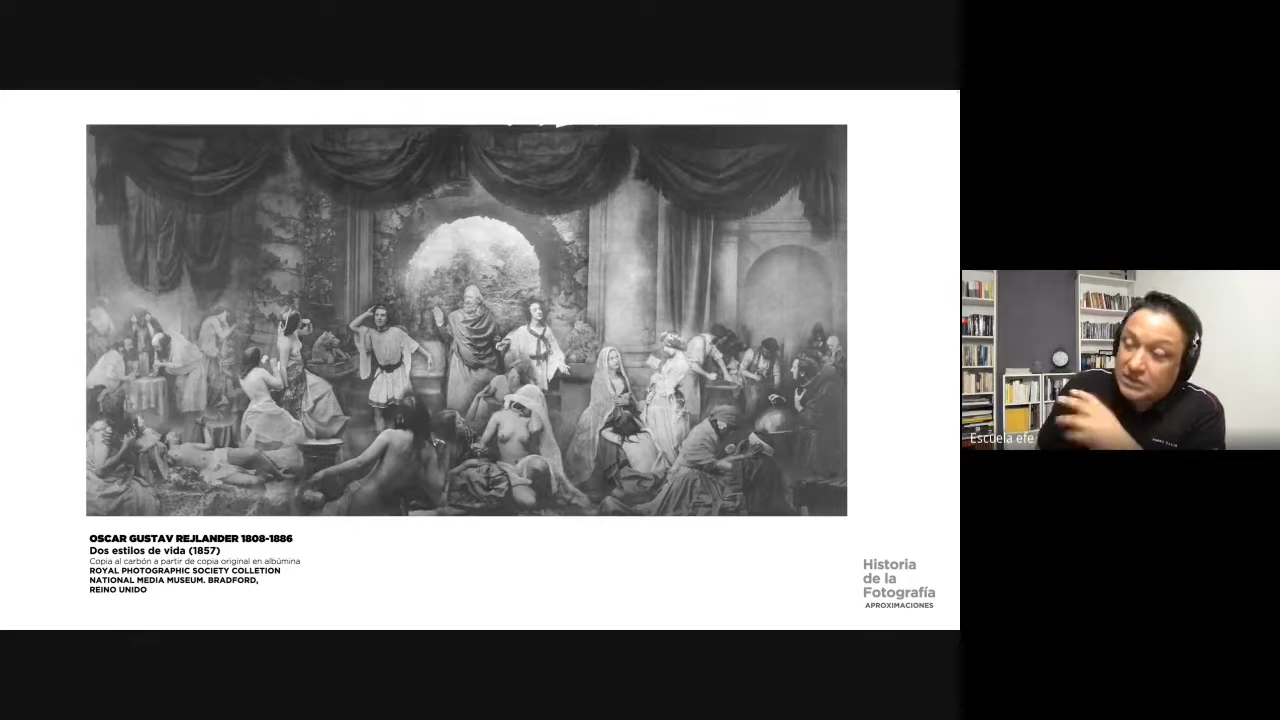 OSCAR GUSTAV REJLANDER 1808-1886
Dos estilos de vida (1857)
Copia al carbón a partir de copia original en albúmina
ROYAL PHOTOGRAPHIC SOCIETY COLLETION
NATIONAL MEDIA MUSEUM. BRADFORD,
REINO UNIDO
Historia
de la
Fotografía
APROXIMACIONES
Escuela efe